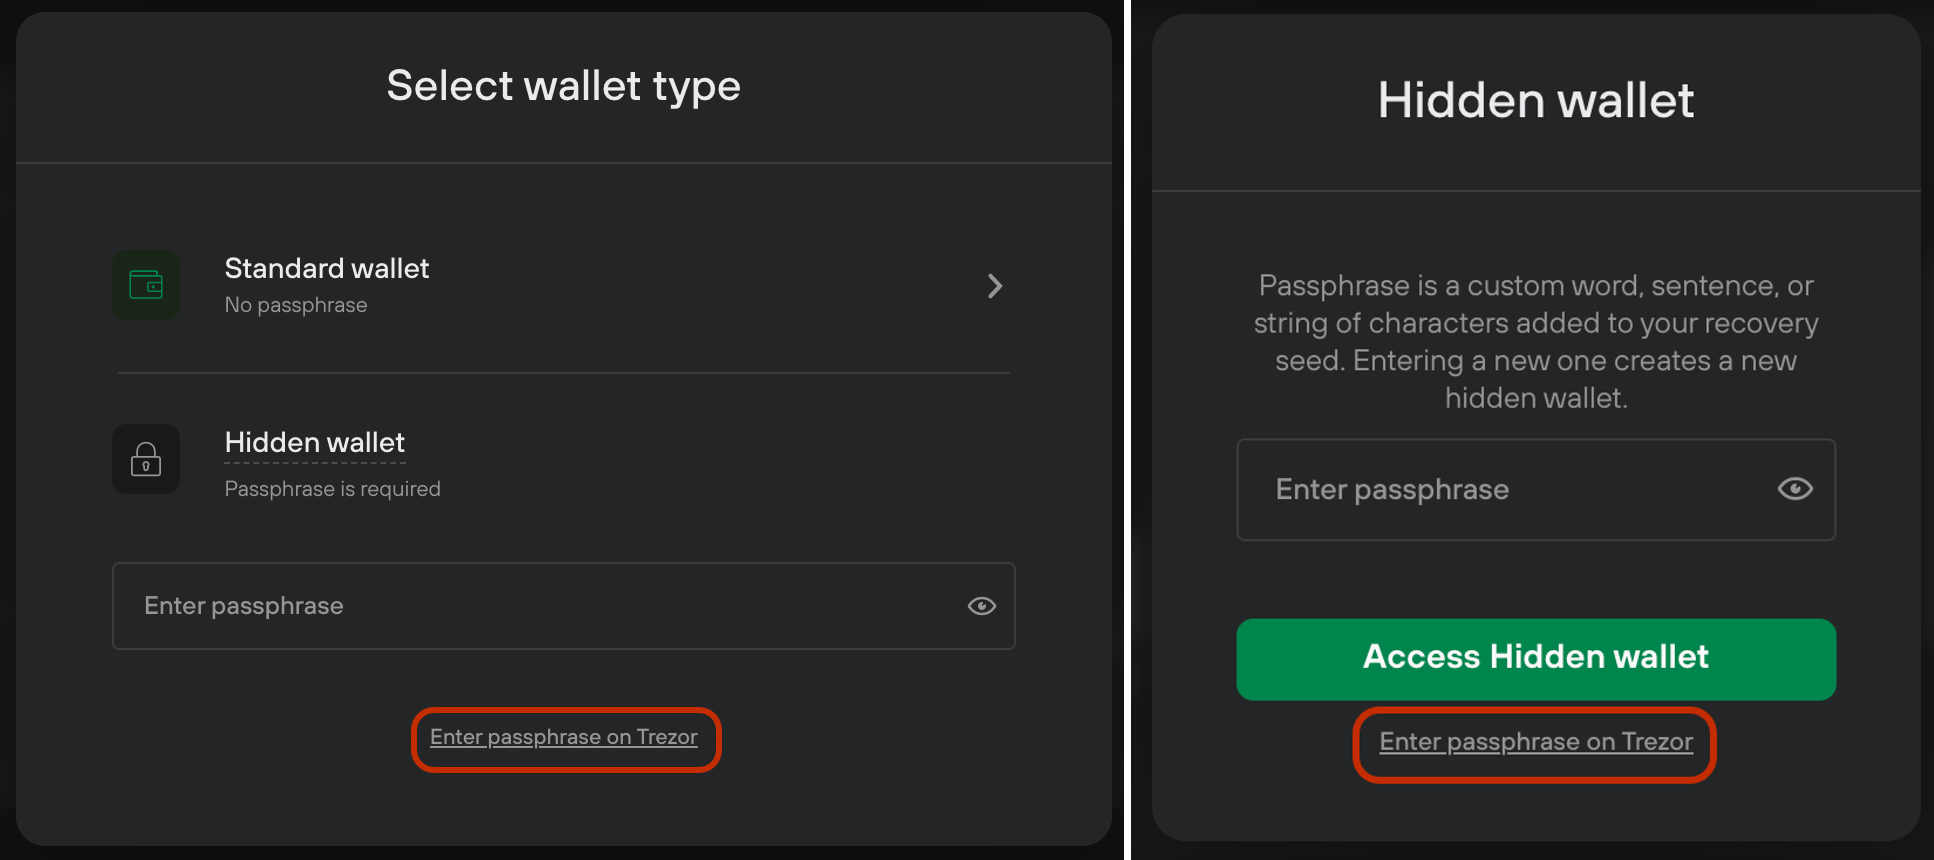 Select wallet type
Standard wallet
No passphrase
Hidden wallet
Passphrase is required
Enter passphrase
Enter passphrase on Trezor
Hidden wallet
Passphrase is a custom word, sentence, or
string of characters added to your recovery
seed. Entering a new one creates a new
hidden wallet.
Enter passphrase
Access Hidden wallet
Enter passphrase on Trezor